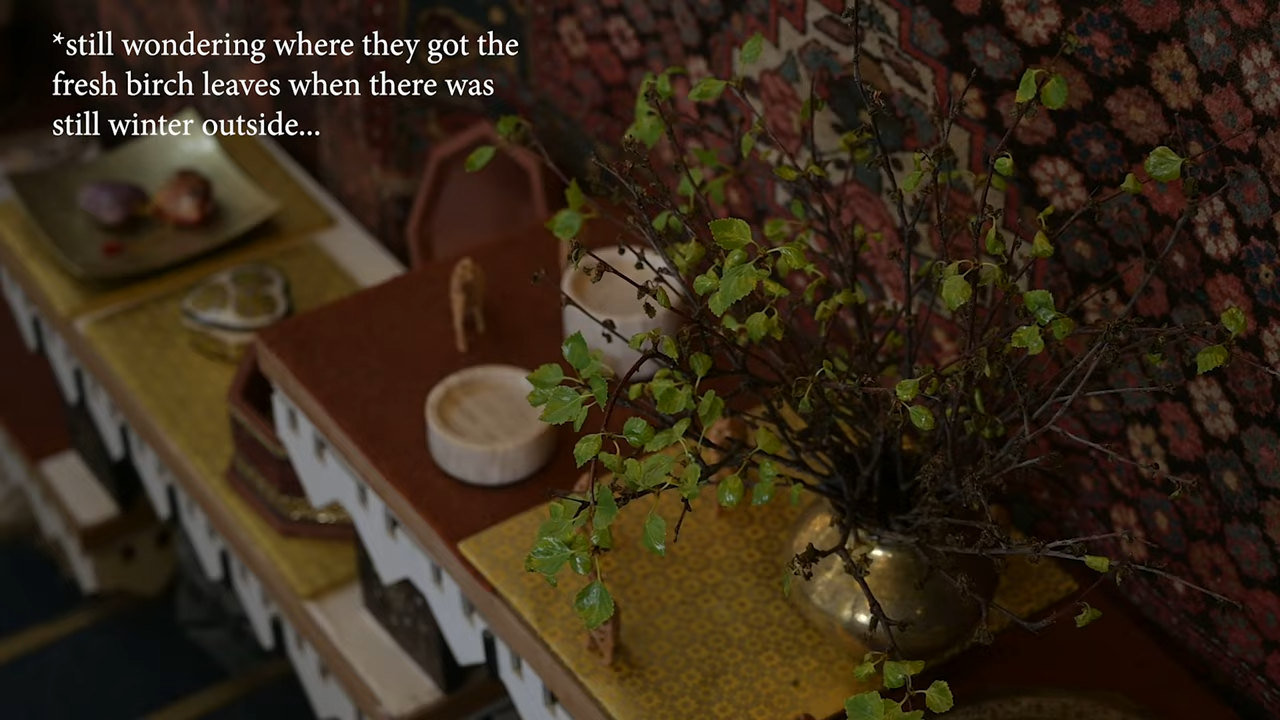 *still wondering where they got the
fresh birch leaves when there was
still winter outside...